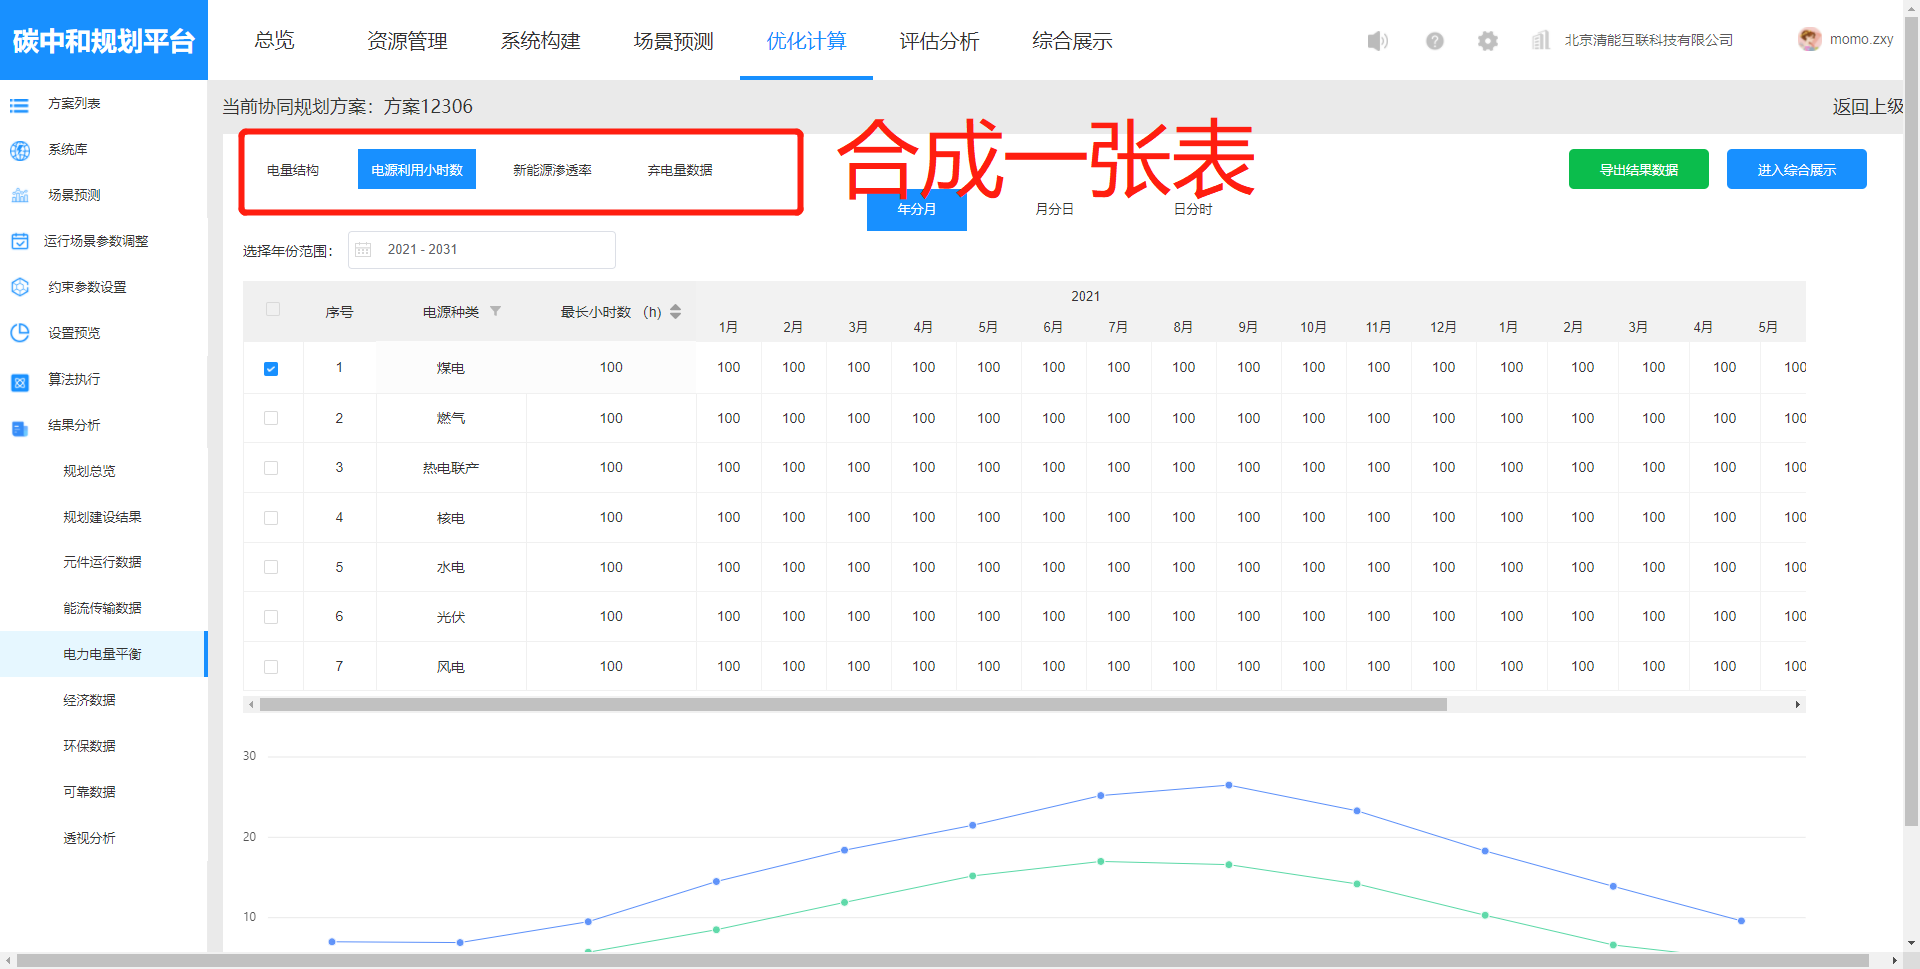 碳中和规划平台
总览 资源管理 系统构建 场景预测 优化计算 评估分析 综合展示 北京清能互联科技有限公司 momo.zxy
方案列表
系统库
场景预测
运行场景参数调整
约束参数设置
设置预览
算法执行
结果分析
规划总览
规划建设结果
元件运行数据
能流传输数据
电力电量平衡
经济数据
环保数据
可靠数据
透视分析
当前协同规划方案：方案12306 返回上级
电量结构 电源利用小时数 新能源渗透率 弃电量数据
合成一张表
导出结果数据 进入综合展示
年分月 月分日 日分时
选择年份范围： 2021 - 2031
2021
序号 电源种类 最长小时数 （h) 1月 2月 3月 4月 5月 6月 7月 8月 9月 10月 11月 12月 1月 2月 3月 4月 5月
1 煤电 100 100 100 100 100 100 100 100 100 100 100 100 100 100 100 100 100 100
2 燃气 100 100 100 100 100 100 100 100 100 100 100 100 100 100 100 100 100 100
3 热电联产 100 100 100 100 100 100 100 100 100 100 100 100 100 100 100 100 100 100
4 核电 100 100 100 100 100 100 100 100 100 100 100 100 100 100 100 100 100 100
5 水电 100 100 100 100 100 100 100 100 100 100 100 100 100 100 100 100 100 100
6 光伏 100 100 100 100 100 100 100 100 100 100 100 100 100 100 100 100 100 100
7 风电 100 100 100 100 100 100 100 100 100 100 100 100 100 100 100 100 100 100
30
20
10